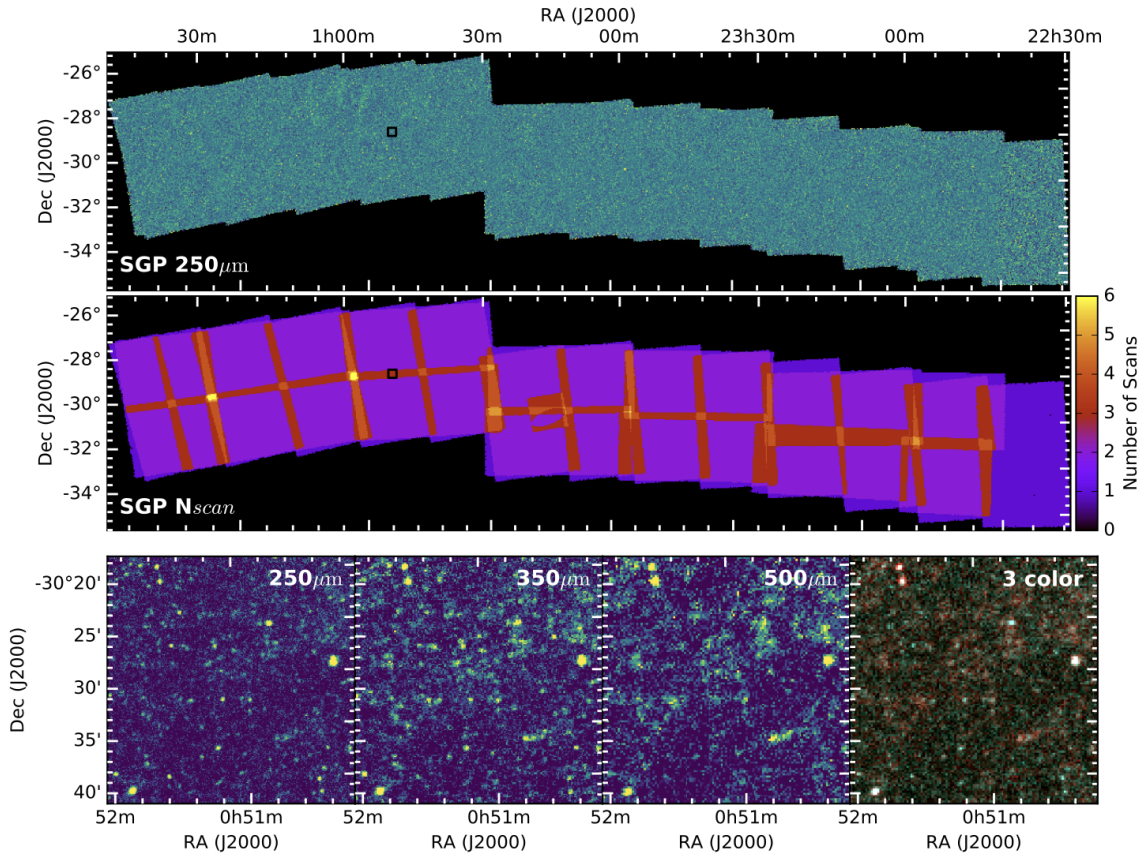 RA (J2000)
30m 1h00m 30m 00m 23h30m 00m 22h30m
-26°
-28°
-30°
-32°
-34°
Dec (J2000)
SGP 250μm
-26°
-28°
-30°
-32°
-34°
Dec (J2000)
SGP Nscan
6
5
4
3
2
1
0
Number of Scans
250μm 350μm 500μm 3 color
-30°20'
25'
30'
35'
40'
Dec (J2000)
52m 0h51m 52m 0h51m 52m 0h51m 52m 0h51m
RA (J2000) RA (J2000) RA (J2000) RA (J2000)